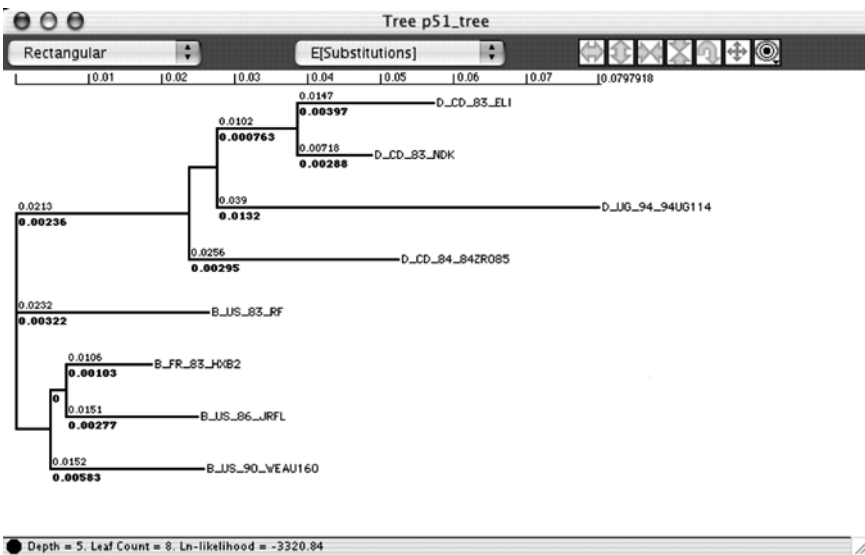 Tree p51_tree
Rectangular E[Substitutions]
0.01 0.02 0.03 0.04 0.05 0.06 0.07 0.0797918
0.0147
0.00397
D_CD_83_ELI
0.0102
0.000763
0.00718
0.00288
D_CD_83_NDK
0.039
0.0132
D_UG_94_94UG114
0.0213
0.00236
0.0256
0.00295
D_CD_84_84ZR085
0.0232
0.00322
B_US_83_RF
0.0106
0.00103
B_FR_83_HXB2
0
0.0151
0.00277
B_US_86_JRFL
0.0152
0.00583
B_US_90_WEAU160
Depth = 5. Leaf Count = 8. Ln-likelihood = -3320.84